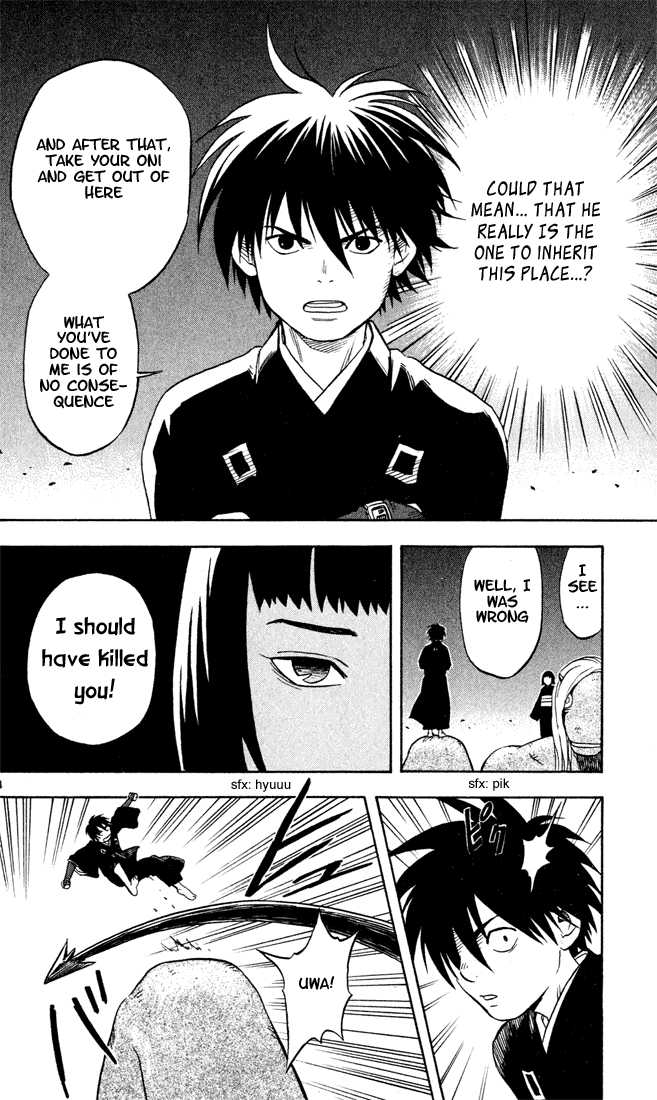 COULD THAT
MEAN... THAT HE
REALLY IS THE
ONE TO INHERIT
THIS PLACE...?
AND AFTER THAT,
TAKE YOUR ONI
AND GET OUT OF
HERE
WHAT
YOU'VE
DONE TO
ME IS OF
NO CONSE-
QUENCE
I
SEE
...
WELL, I
WAS
WRONG
I should
have killed
you!
sfx: hyuuu
sfx: pik
ピク
UWA!